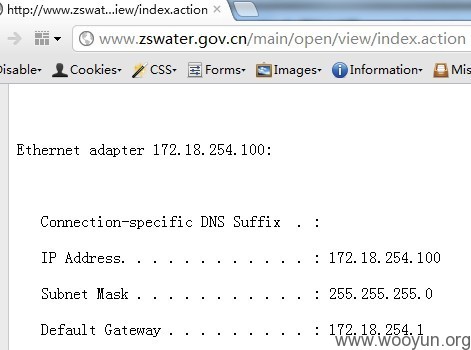 http://www.zswat...iew/index.action ×
www.zswater.gov.cn/main/open/view/index.action
Disable▾ Cookies▾ CSS▾ Forms▾ Images▾ Information▾ Mis
Ethernet adapter 172.18.254.100:
Connection-specific DNS Suffix . :
IP Address. . . . . . . . . . . . : 172.18.254.100
Subnet Mask . . . . . . . . . . . : 255.255.255.0
Default Gateway . . . . . . . . . : 172.18.254.1
www.wooyun.org